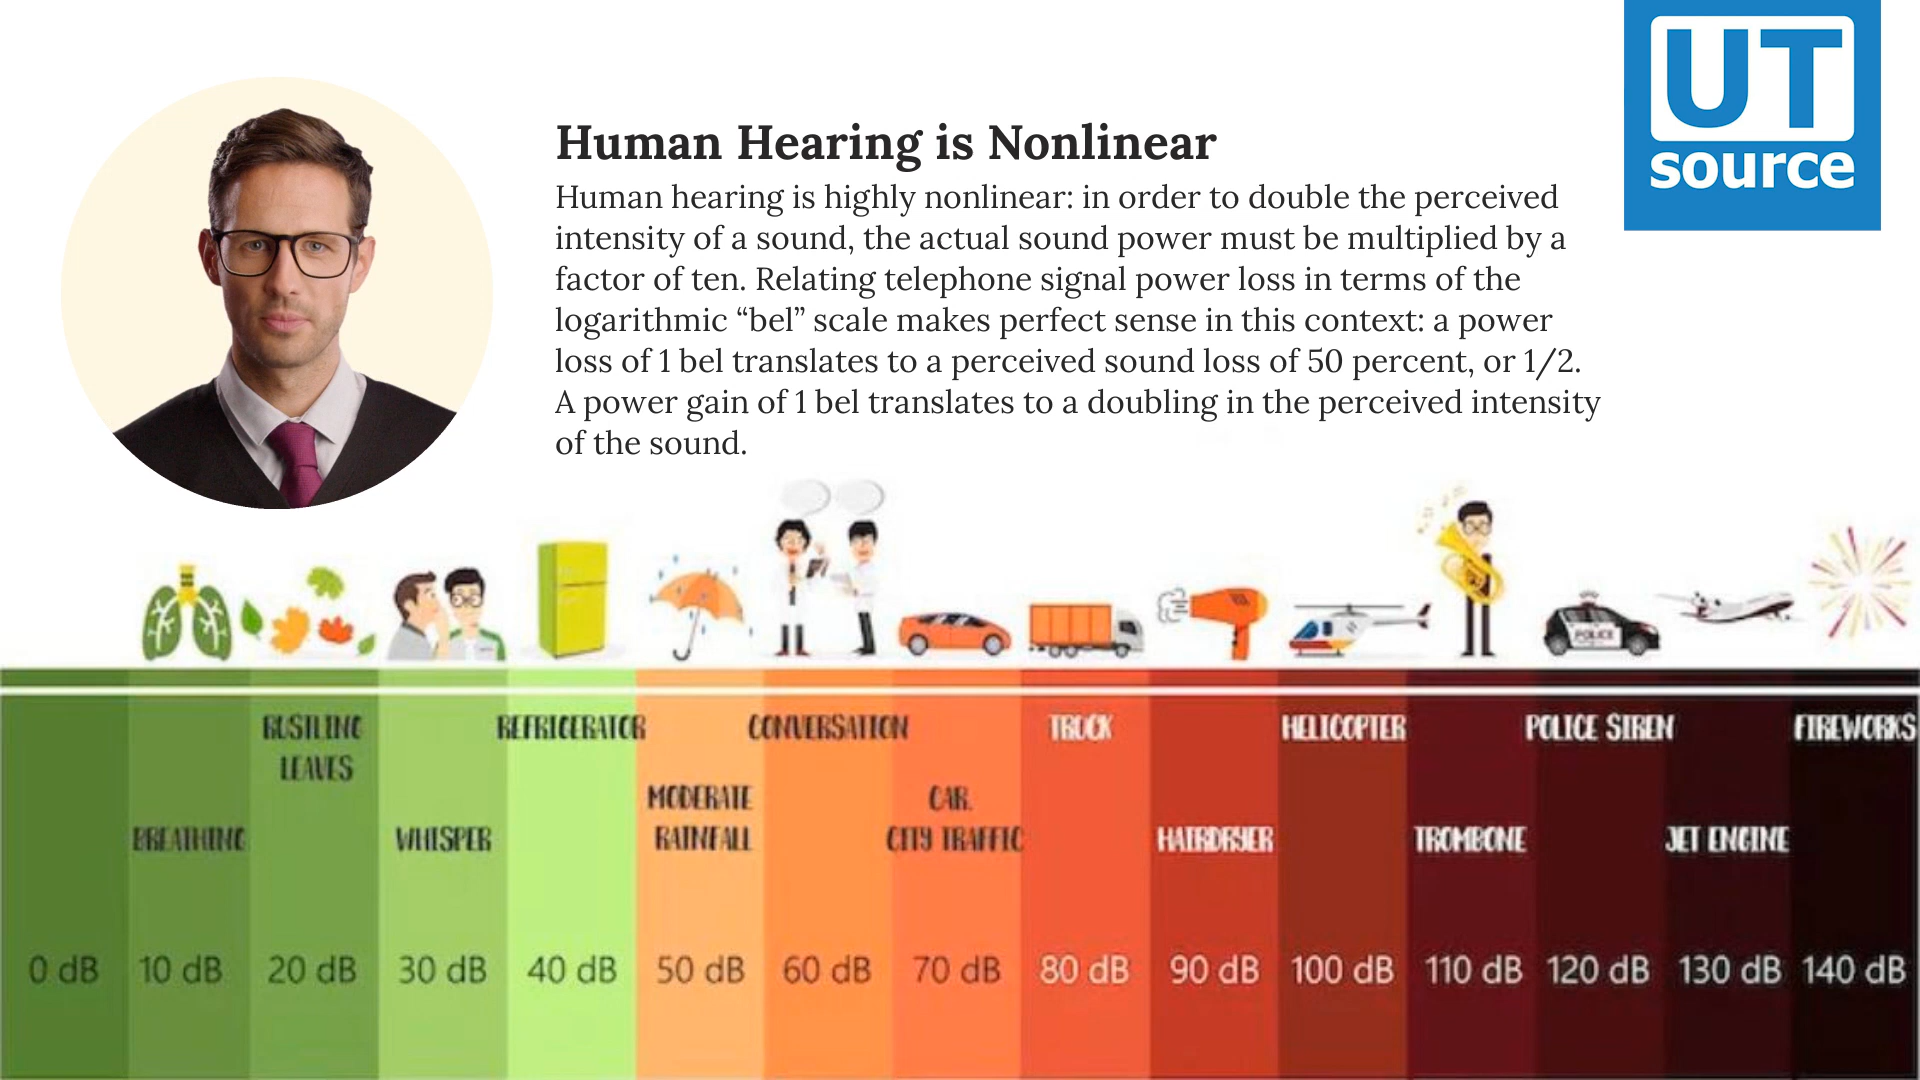 UT
source
Human Hearing is Nonlinear
Human hearing is highly nonlinear: in order to double the perceived
intensity of a sound, the actual sound power must be multiplied by a
factor of ten. Relating telephone signal power loss in terms of the
logarithmic “bel” scale makes perfect sense in this context: a power
loss of 1 bel translates to a perceived sound loss of 50 percent, or 1/2.
A power gain of 1 bel translates to a doubling in the perceived intensity
of the sound.
POLICE
BREATHING
RUSTLING
LEAVES
WHISPER
REFRIGERATOR
MODERATE
RAINFALL
CONVERSATION
CAR.
CITY TRAFFIC
TRUCK
HAIRDRYER
HELICOPTER
TROMBONE
POLICE SIREN
JET ENGINE
FIREWORKS
0 dB
10 dB
20 dB
30 dB
40 dB
50 dB
60 dB
70 dB
80 dB
90 dB
100 dB
110 dB
120 dB
130 dB
140 dB